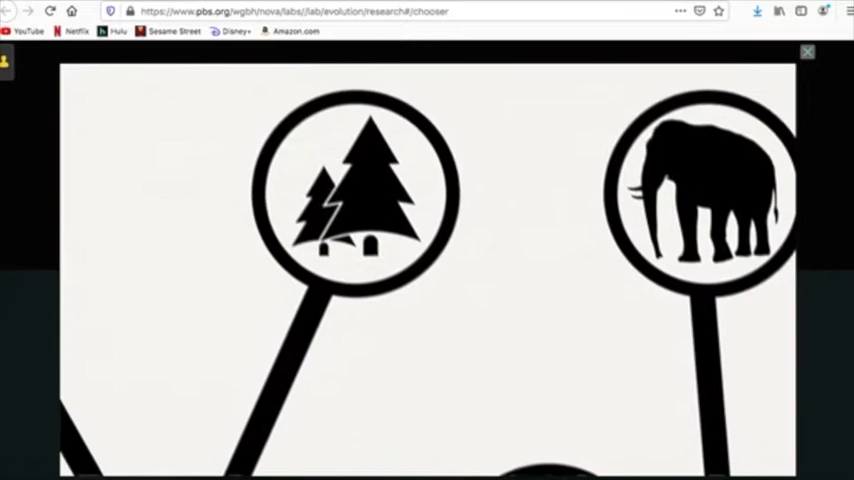 https://www.pbs.org/wgbh/nova/labs//lab/evolution/research#/chooser
YouTube Netflix Hulu Sesame Street Disney+ Amazon.com